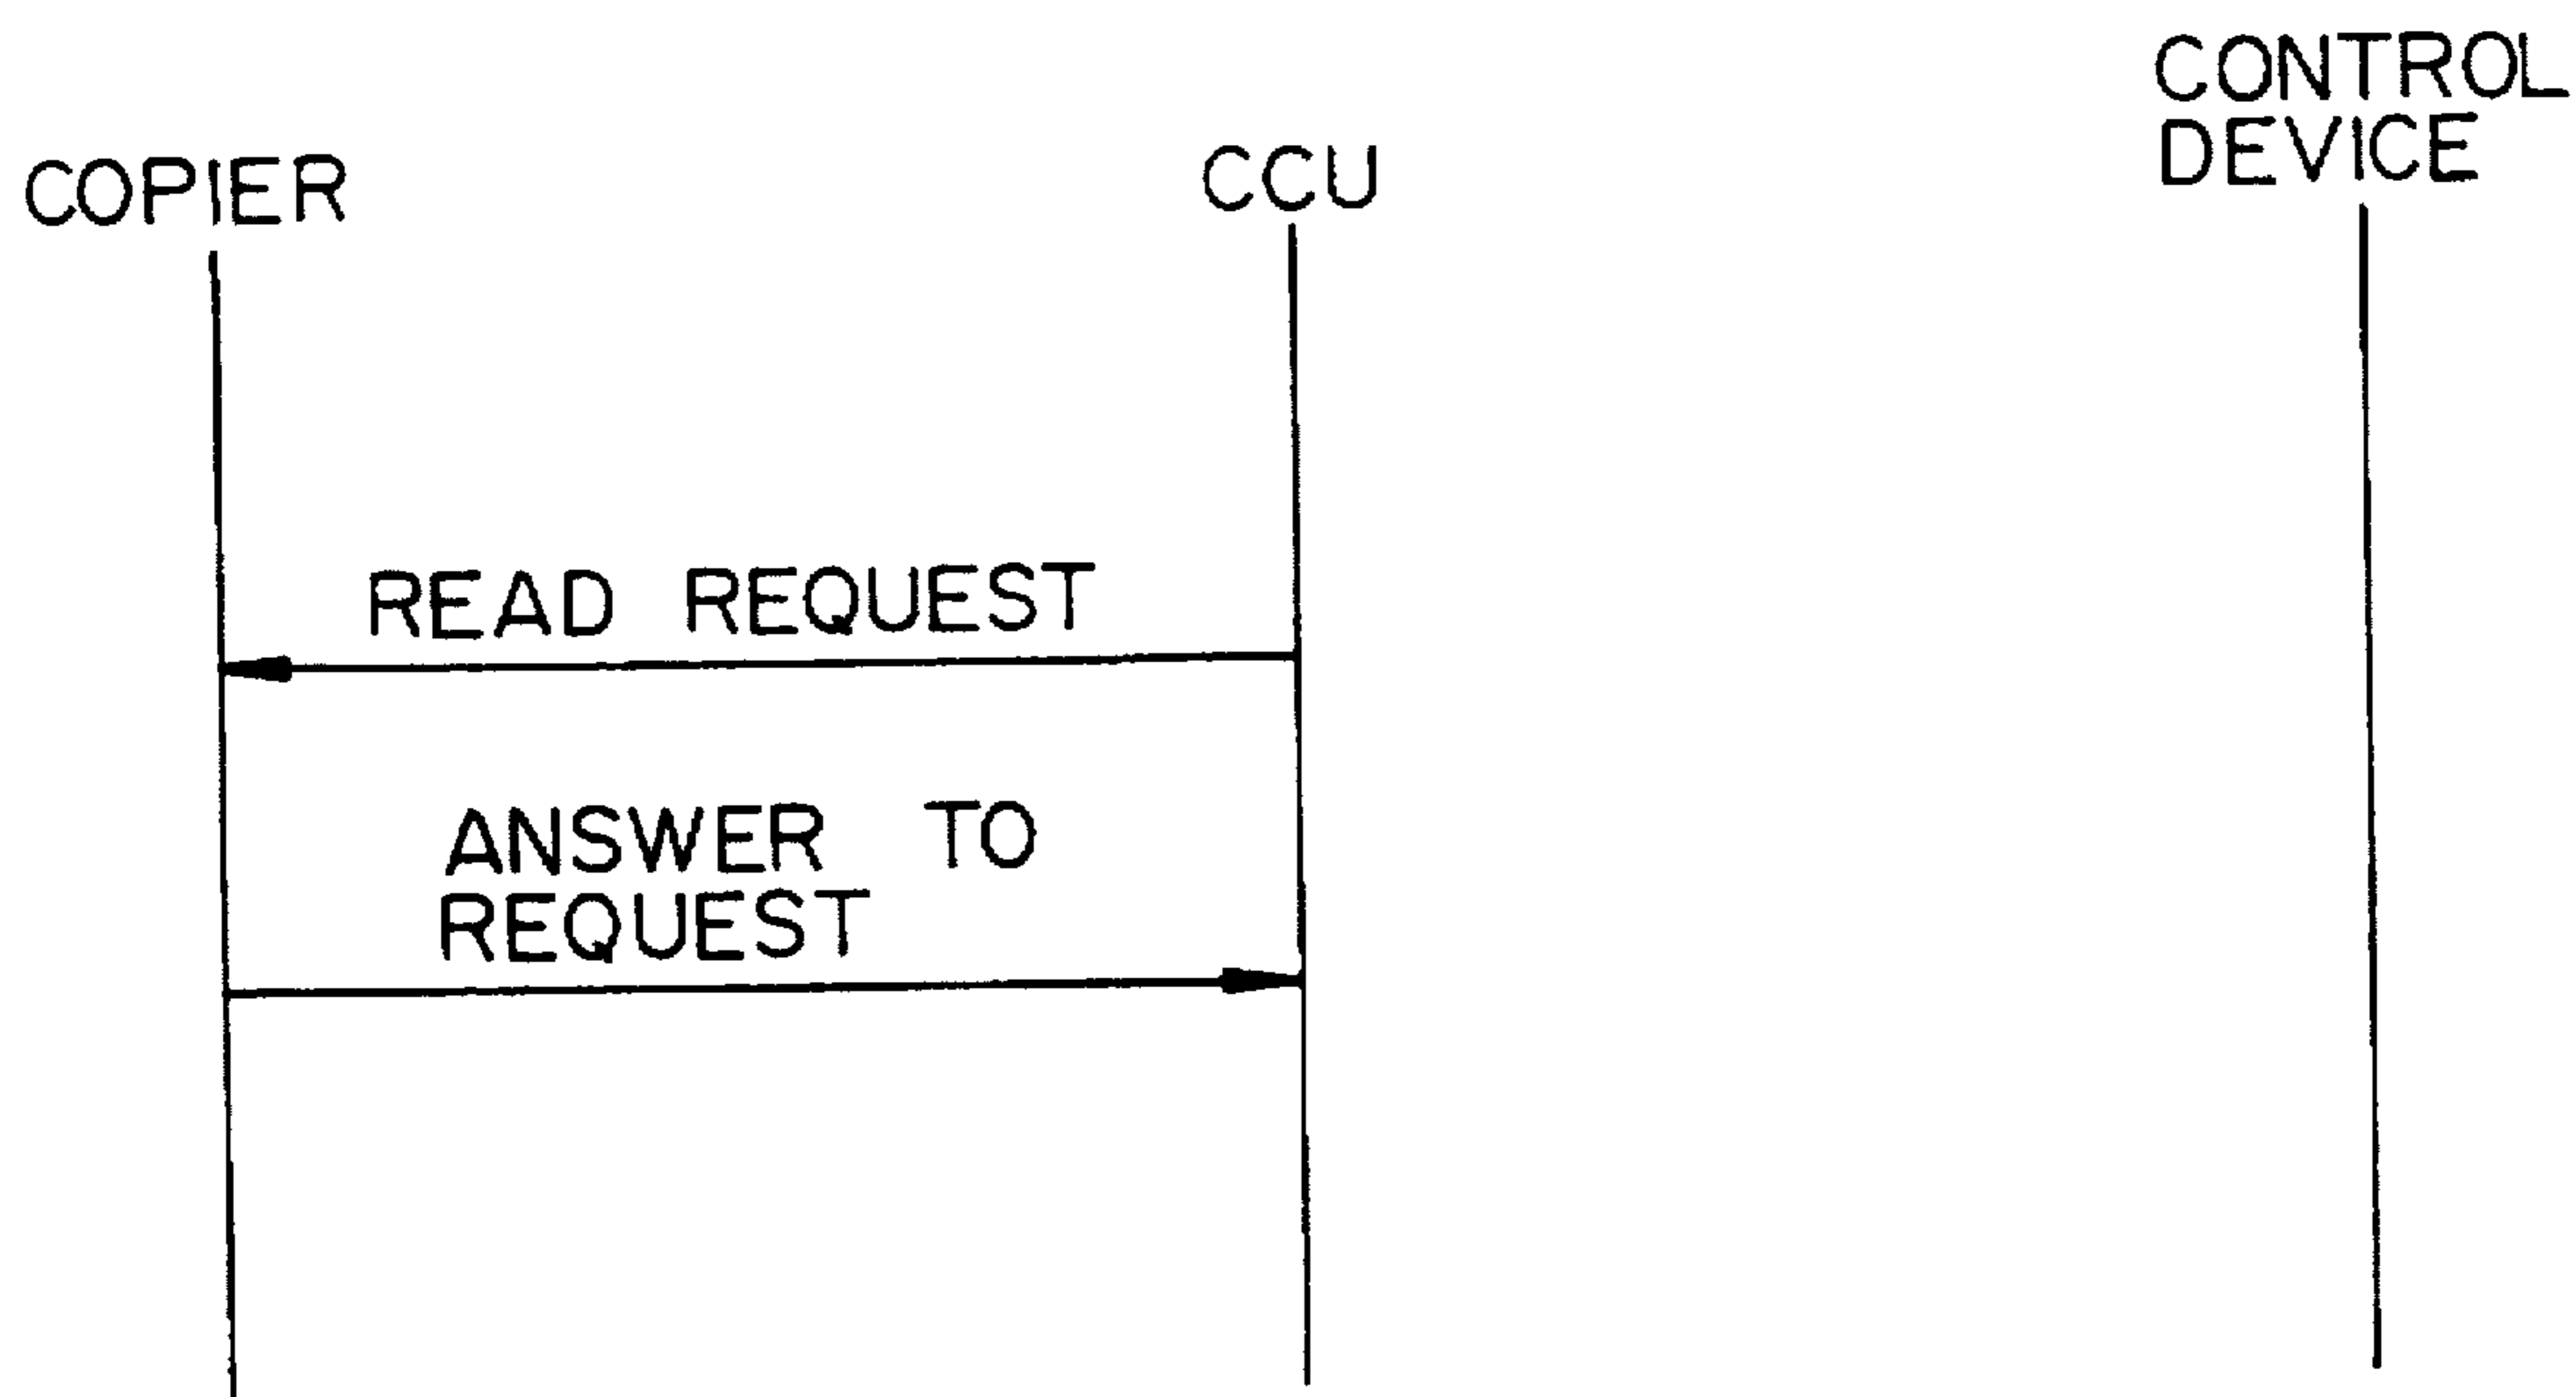 CONTROL
DEVICE
COPIER
CCU
READ REQUEST
ANSWER TO
REQUEST